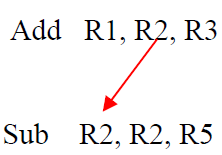 Add R1, R2, R3
Sub R2, R2, R5